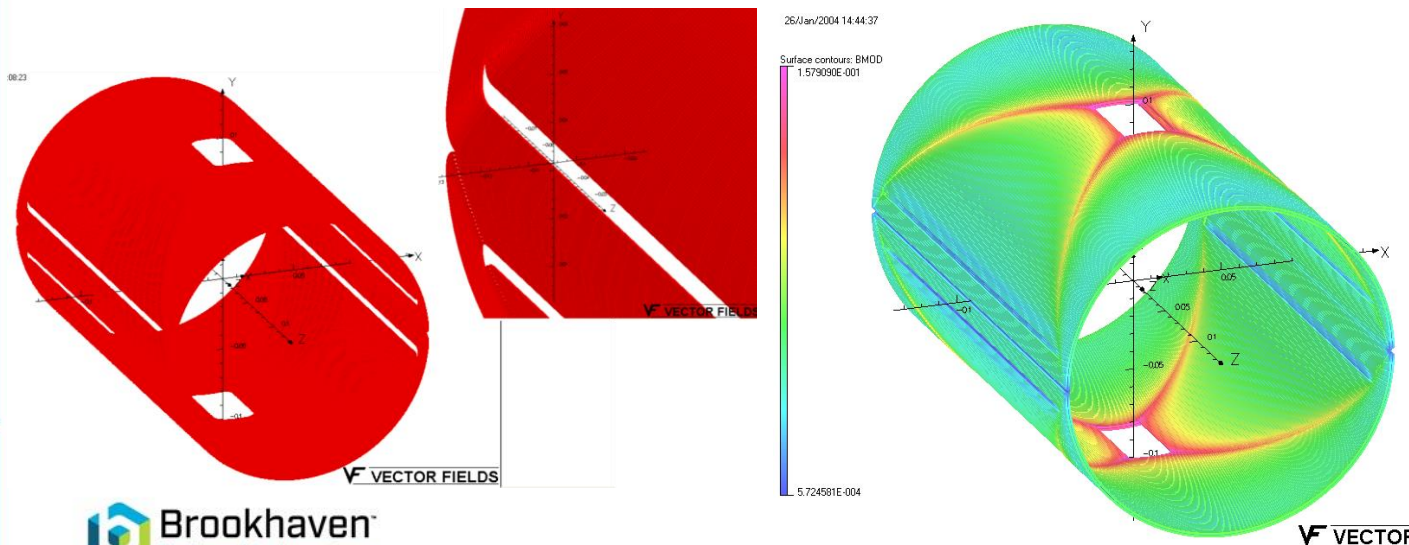 :08:23
Y
X
Z
-0.05
-0.1
VECTOR FIELDS
Z
VECTOR FIELDS
Brookhaven™
26/Jan/2004 14:44:37
Surface contours: BMOD
1.579090E-001
5.724581E-004
Y
0.1
X
0.05
-0.1
X
Z
0.05
0.1
Z
-0.05
-0.1
VECTOR